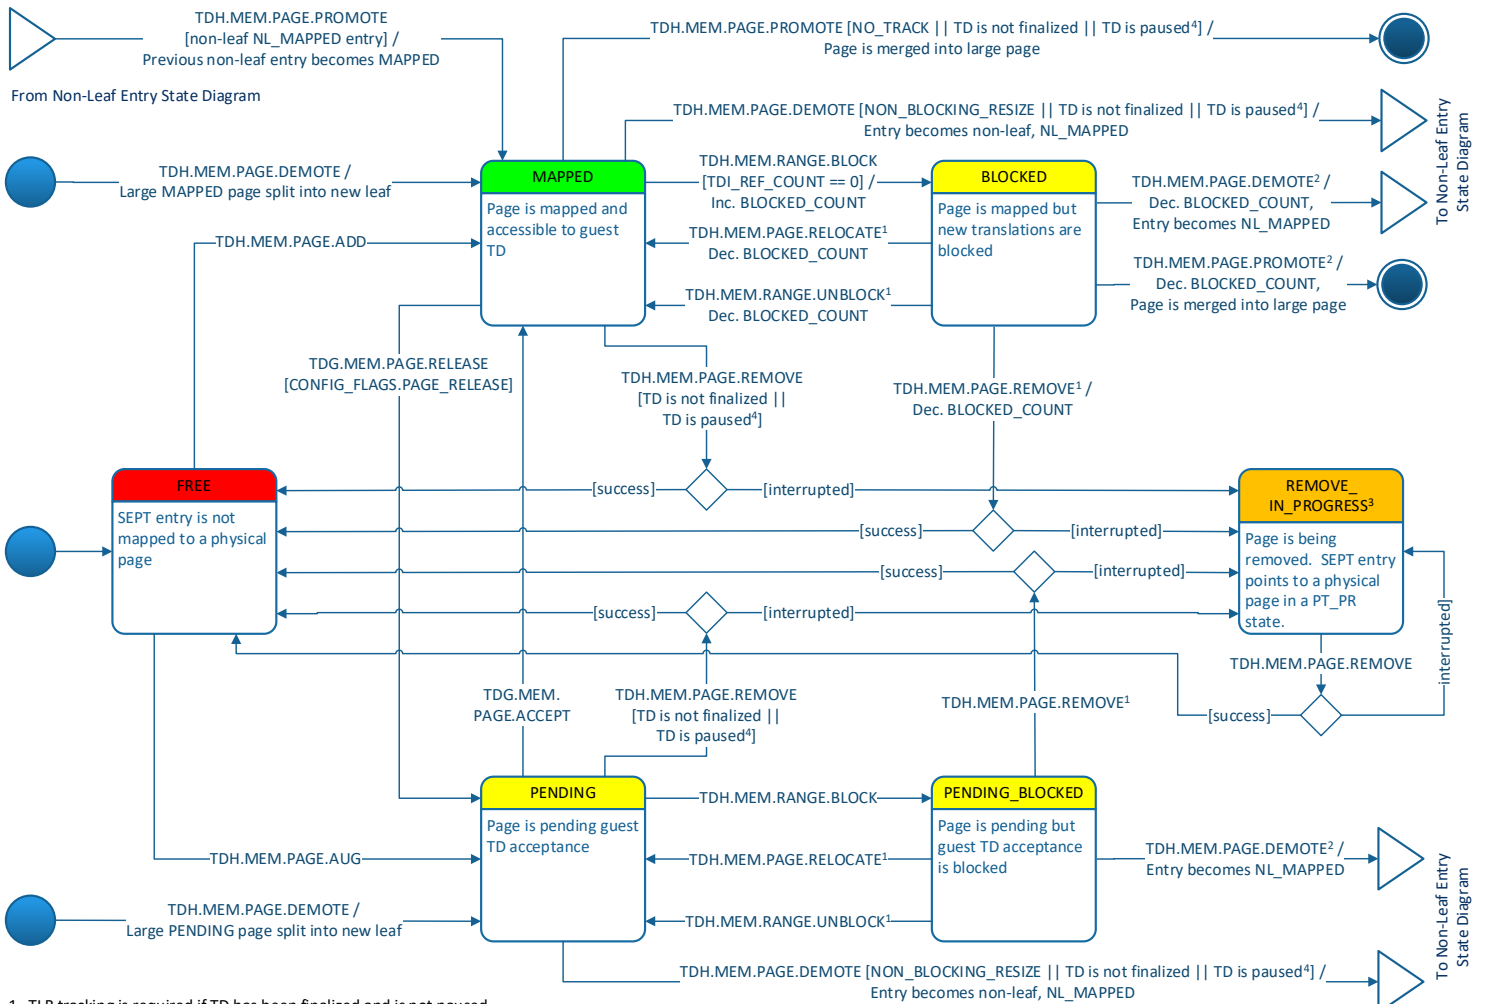 TDH.MEM.PAGE.PROMOTE
[non-leaf NL_MAPPED entry] /
Previous non-leaf entry becomes MAPPED
From Non-Leaf Entry State Diagram
TDH.MEM.PAGE.PROMOTE [NO_TRACK || TD is not finalized || TD is paused⁴] /
Page is merged into large page
TDH.MEM.PAGE.DEMOTE [NON_BLOCKING_RESIZE || TD is not finalized || TD is paused⁴] /
Entry becomes non-leaf, NL_MAPPED
To Non-Leaf Entry
State Diagram
TDH.MEM.PAGE.DEMOTE /
Large MAPPED page split into new leaf
MAPPED
Page is mapped and
accessible to guest
TD
TDH.MEM.RANGE.BLOCK
[TDI_REF_COUNT == 0] /
Inc. BLOCKED_COUNT
TDH.MEM.PAGE.RELOCATE¹
Dec. BLOCKED_COUNT
TDH.MEM.RANGE.UNBLOCK¹
Dec. BLOCKED_COUNT
BLOCKED
Page is mapped but
new translations are
blocked
TDH.MEM.PAGE.DEMOTE² /
Dec. BLOCKED_COUNT,
Entry becomes NL_MAPPED
TDH.MEM.PAGE.PROMOTE² /
Dec. BLOCKED_COUNT,
Page is merged into large page
TDH.MEM.PAGE.ADD
TDG.MEM.PAGE.RELEASE
[CONFIG_FLAGS.PAGE_RELEASE]
TDH.MEM.PAGE.REMOVE
[TD is not finalized ||
TD is paused⁴]
TDH.MEM.PAGE.REMOVE¹ /
Dec. BLOCKED_COUNT
FREE
SEPT entry is not
mapped to a physical
page
[success]
[interrupted]
[success]
[interrupted]
[success]
[interrupted]
[success]
[interrupted]
REMOVE_
IN_PROGRESS³
Page is being
removed. SEPT entry
points to a physical
page in a PT_PR
state.
TDH.MEM.PAGE.REMOVE
[success]
interrupted]
TDG.MEM.
PAGE.ACCEPT
TDH.MEM.PAGE.REMOVE
[TD is not finalized ||
TD is paused⁴]
TDH.MEM.PAGE.REMOVE¹
PENDING
Page is pending guest
TD acceptance
TDH.MEM.RANGE.BLOCK
TDH.MEM.PAGE.RELOCATE¹
TDH.MEM.RANGE.UNBLOCK¹
PENDING_BLOCKED
Page is pending but
guest TD acceptance
is blocked
TDH.MEM.PAGE.DEMOTE² /
Entry becomes NL_MAPPED
To Non-Leaf Entry
State Diagram
TDH.MEM.PAGE.AUG
TDH.MEM.PAGE.DEMOTE /
Large PENDING page split into new leaf
TDH.MEM.PAGE.DEMOTE [NON_BLOCKING_RESIZE || TD is not finalized || TD is paused⁴] /
Entry becomes non-leaf, NL_MAPPED
1. TLB tracking is required if TD has been finalized and is not paused